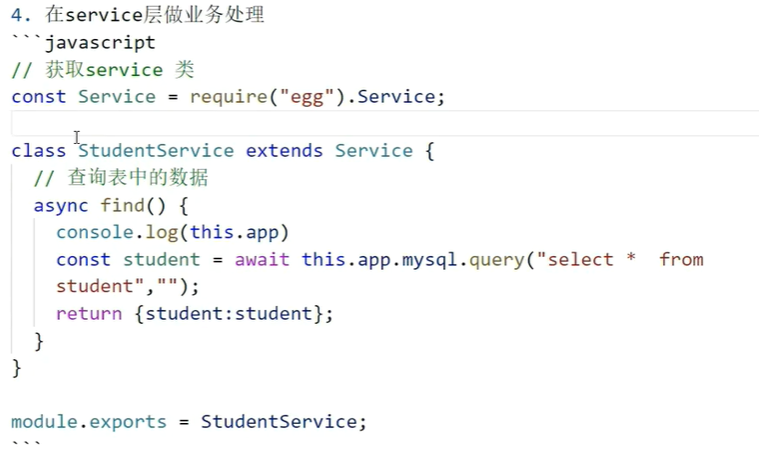 4. 在service层做业务处理
```javascript
// 获取service 类
const Service = require("egg").Service;
class StudentService extends Service {
// 查询表中的数据
async find() {
console.log(this.app)
const student = await this.app.mysql.query("select *  from
student","");
return {student:student};
}
}
module.exports = StudentService;
```